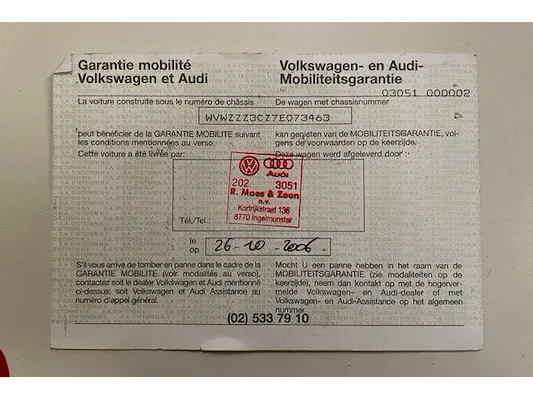 Garantie mobilité
Volkswagen et Audi
Volkswagen- en Audi-
Mobiliteitsgarantie
03051 000002
La voiture construite sous le numéro de châssis
De wagen met chassisnummer
WVWZZZ3CZ7E073463
peut bénéficier de la GARANTIE MOBILITE suivant
les conditions mentionnées au verso.
kan genieten van de MOBILITEITSGARANTIE, vol-
gens de voorwaarden op de keerzijde.
Cette voiture a été livrée par:
Deze wagen werd afgeleverd door :
Audi
202 3051
R. Maes & Zoon
n.v.
Kortrijkstraat 136
8770 Ingelmunster
Tél./Tel.:
le
op
26-10-2006.
S'il vous arrive de tomber en panne dans le cadre de la
GARANTIE MOBILITE (voir modalités au verso),
contactez soit le dealer Volkswagen et Audi mentionné
ci-dessus; soit Volkswagen et Audi Assistance au
numéro d'appel général.
Mocht U een panne hebben in het raam van de
MOBILITEITSGARANTIE (zie modaliteiten op de
keerzijde), neem dan kontakt op met de hogerver-
melde Volkswagen- en Audi-dealer of met
Volkswagen- en Audi-Assistance op het algemeen
nummer.
(02) 533 79 10